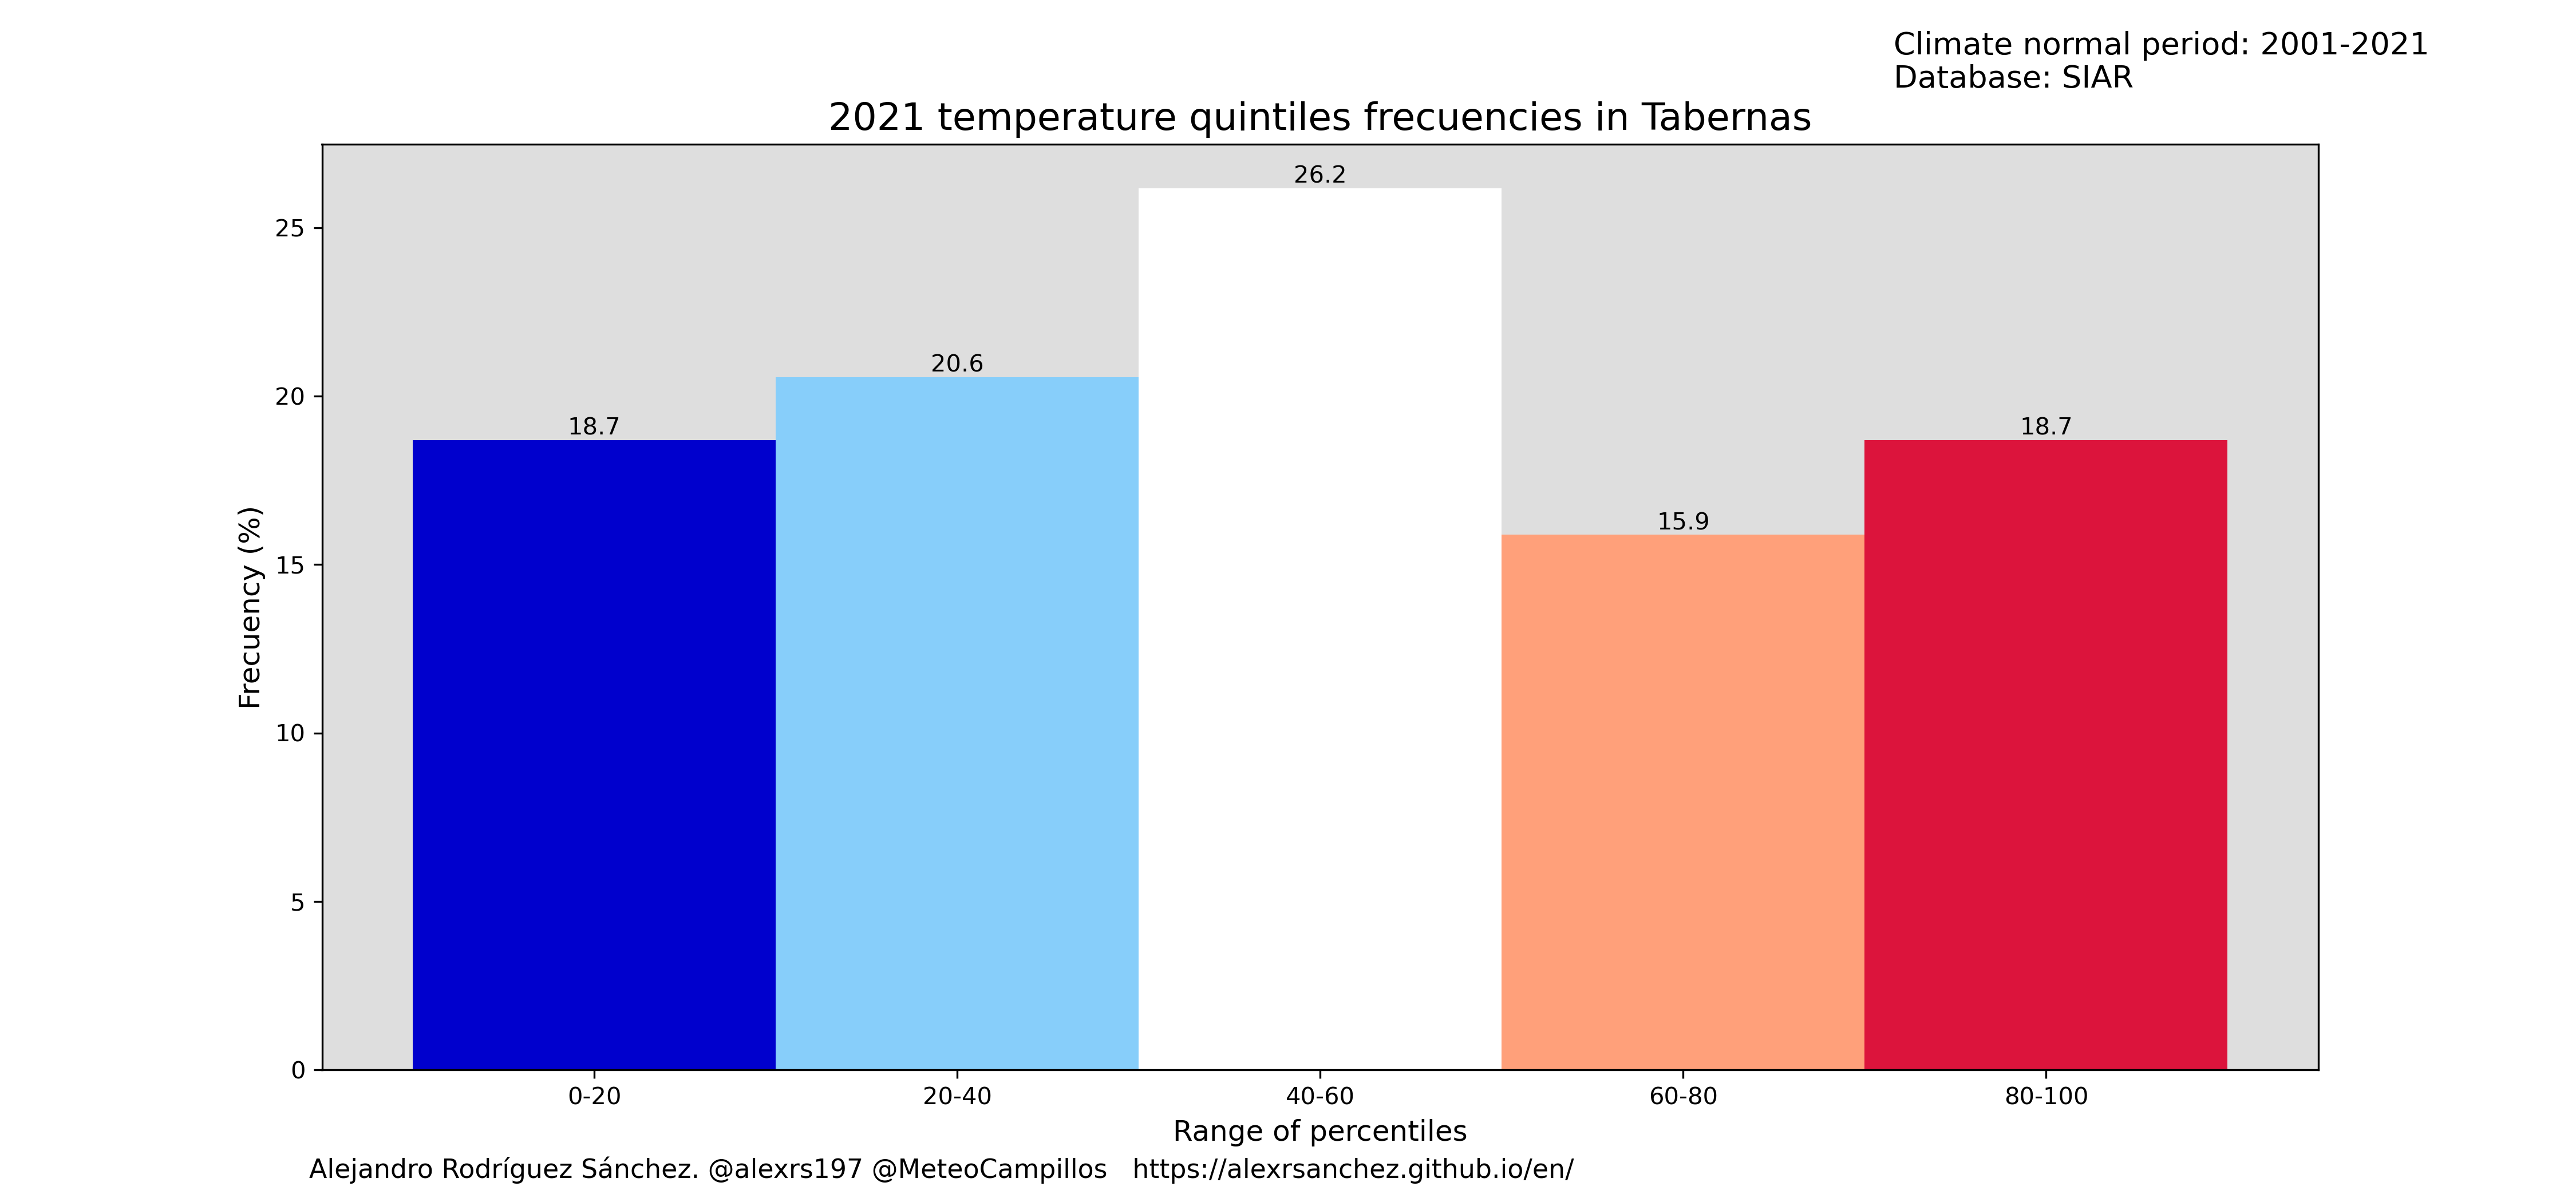 Climate normal period: 2001-2021
Database: SIAR
2021 temperature quintiles frecuencies in Tabernas
26.2
25
20.6
20
18.7
18.7
15.9
Frecuency (%)
15
10
5
0
0-20
20-40
40-60
60-80
80-100
Range of percentiles
Alejandro Rodríguez Sánchez. @alexrs197 @MeteoCampillos   https://alexrsanchez.github.io/en/